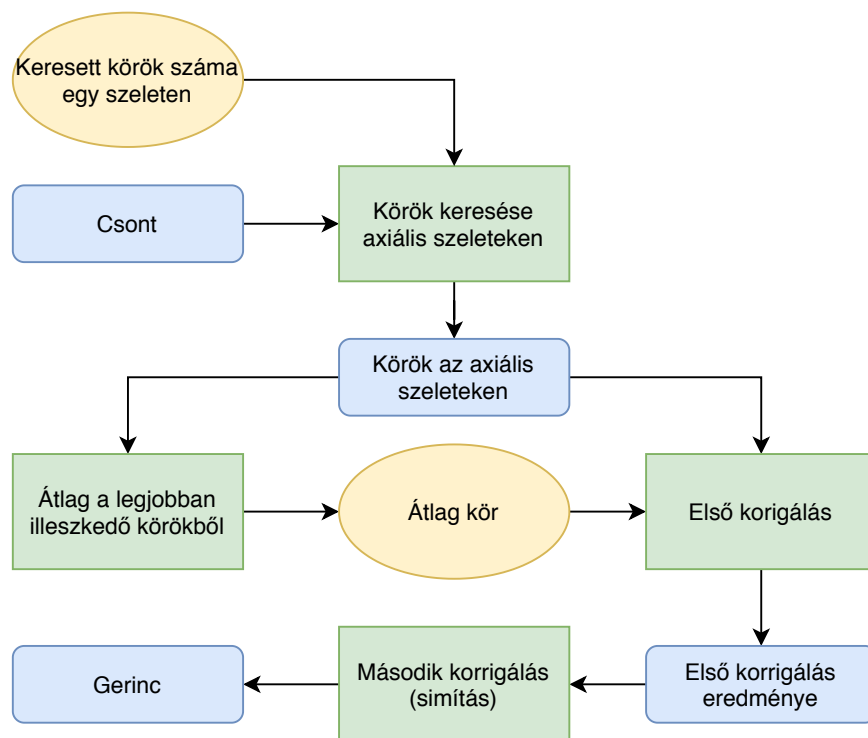 Keresett körök száma
egy szeleten
Csont
Körök keresése
axiális szeleteken
Körök az axiális
szeleteken
Átlag a legjobban
illeszkedő körökből
Átlag kör
Első korigálás
Gerinc
Második korrigálás
(simítás)
Első korrigálás
eredménye